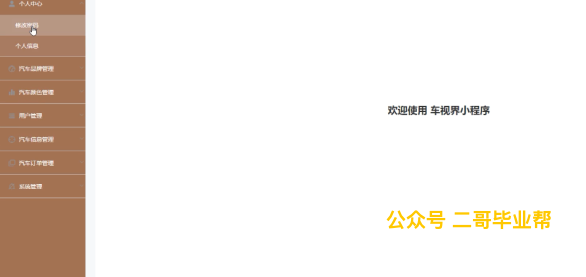 个人中心
修改密码
个人信息
汽车品牌管理
汽车颜色管理
用户管理
汽车信息管理
汽车订单管理
系统管理
欢迎使用 车视界小程序
公众号 二哥毕业帮